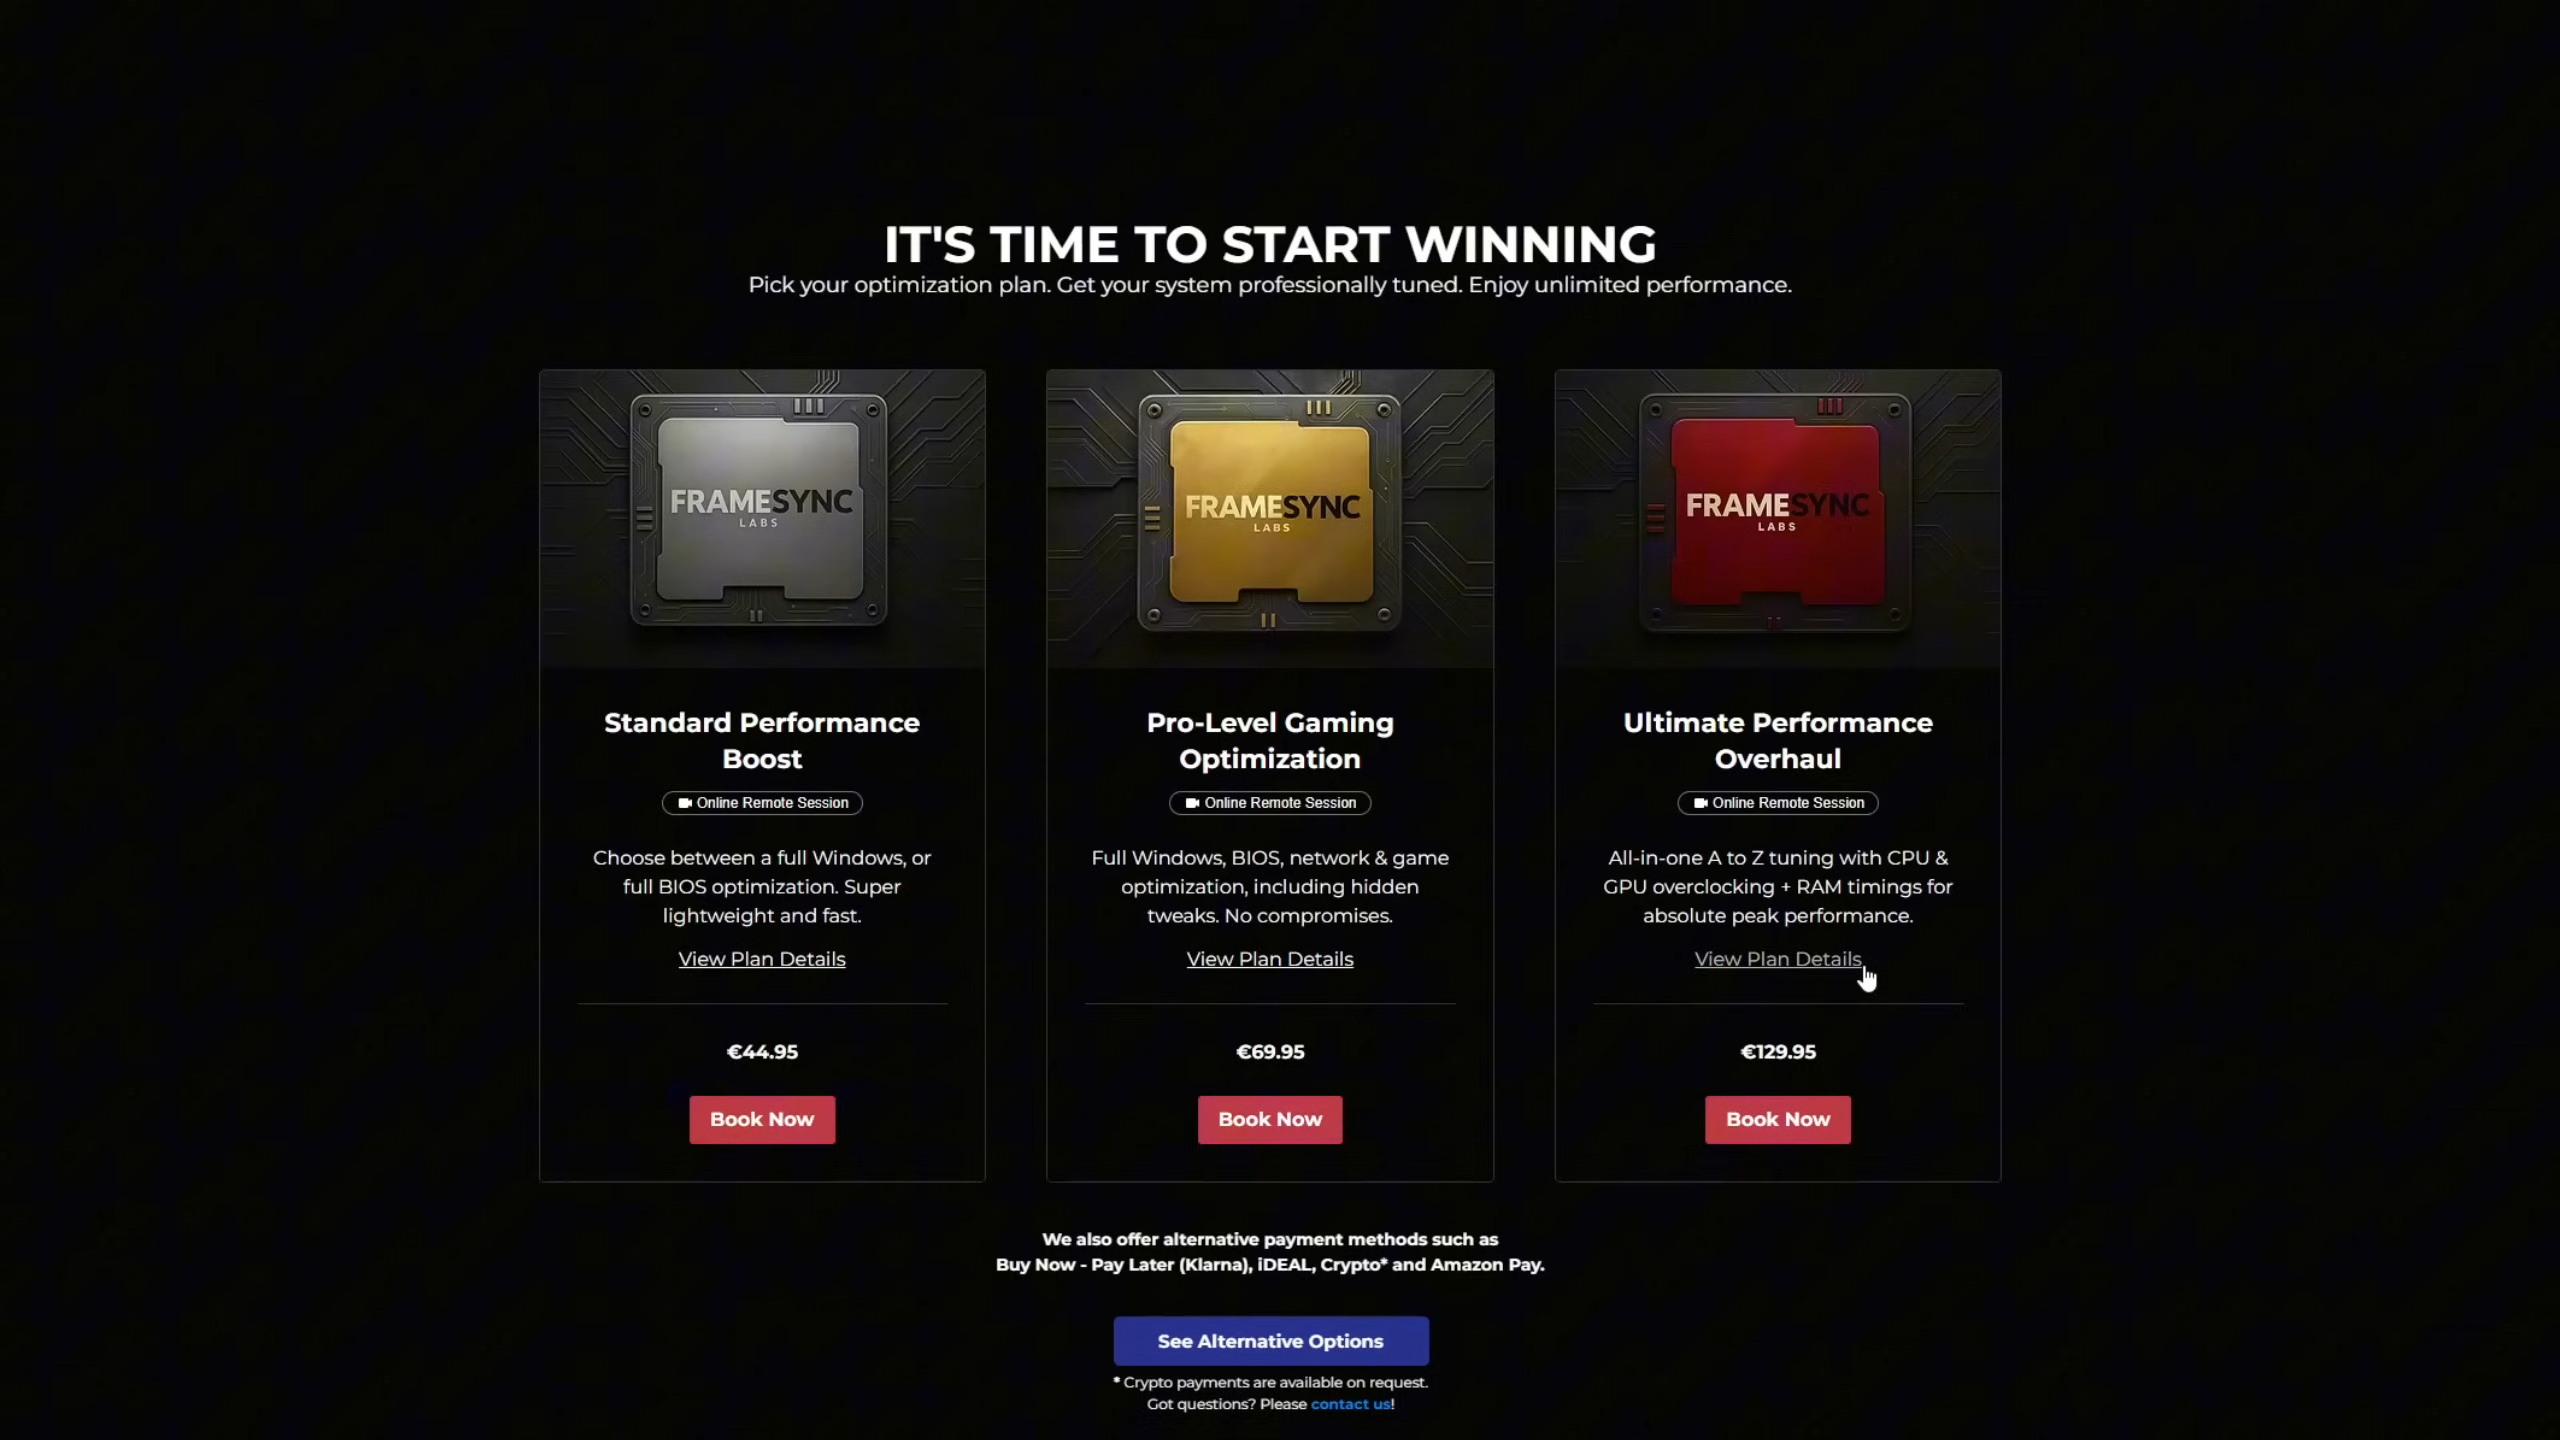 IT'S TIME TO START WINNING
Pick your optimization plan. Get your system professionally tuned. Enjoy unlimited performance.
FRAMESYNC
LABS
Standard Performance
Boost
Online Remote Session
Choose between a full Windows, or
full BIOS optimization. Super
lightweight and fast.
View Plan Details
€44.95
Book Now
FRAMESYNC
LABS
Pro-Level Gaming
Optimization
Online Remote Session
Full Windows, BIOS, network & game
optimization, including hidden
tweaks. No compromises.
View Plan Details
€69.95
Book Now
FRAMESYNC
LABS
Ultimate Performance
Overhaul
Online Remote Session
All-in-one A to Z tuning with CPU &
GPU overclocking + RAM timings for
absolute peak performance.
View Plan Details
€129.95
Book Now
We also offer alternative payment methods such as
Buy Now - Pay Later (Klarna), iDEAL, Crypto* and Amazon Pay.
See Alternative Options
* Crypto payments are available on request.
Got questions? Please contact us!